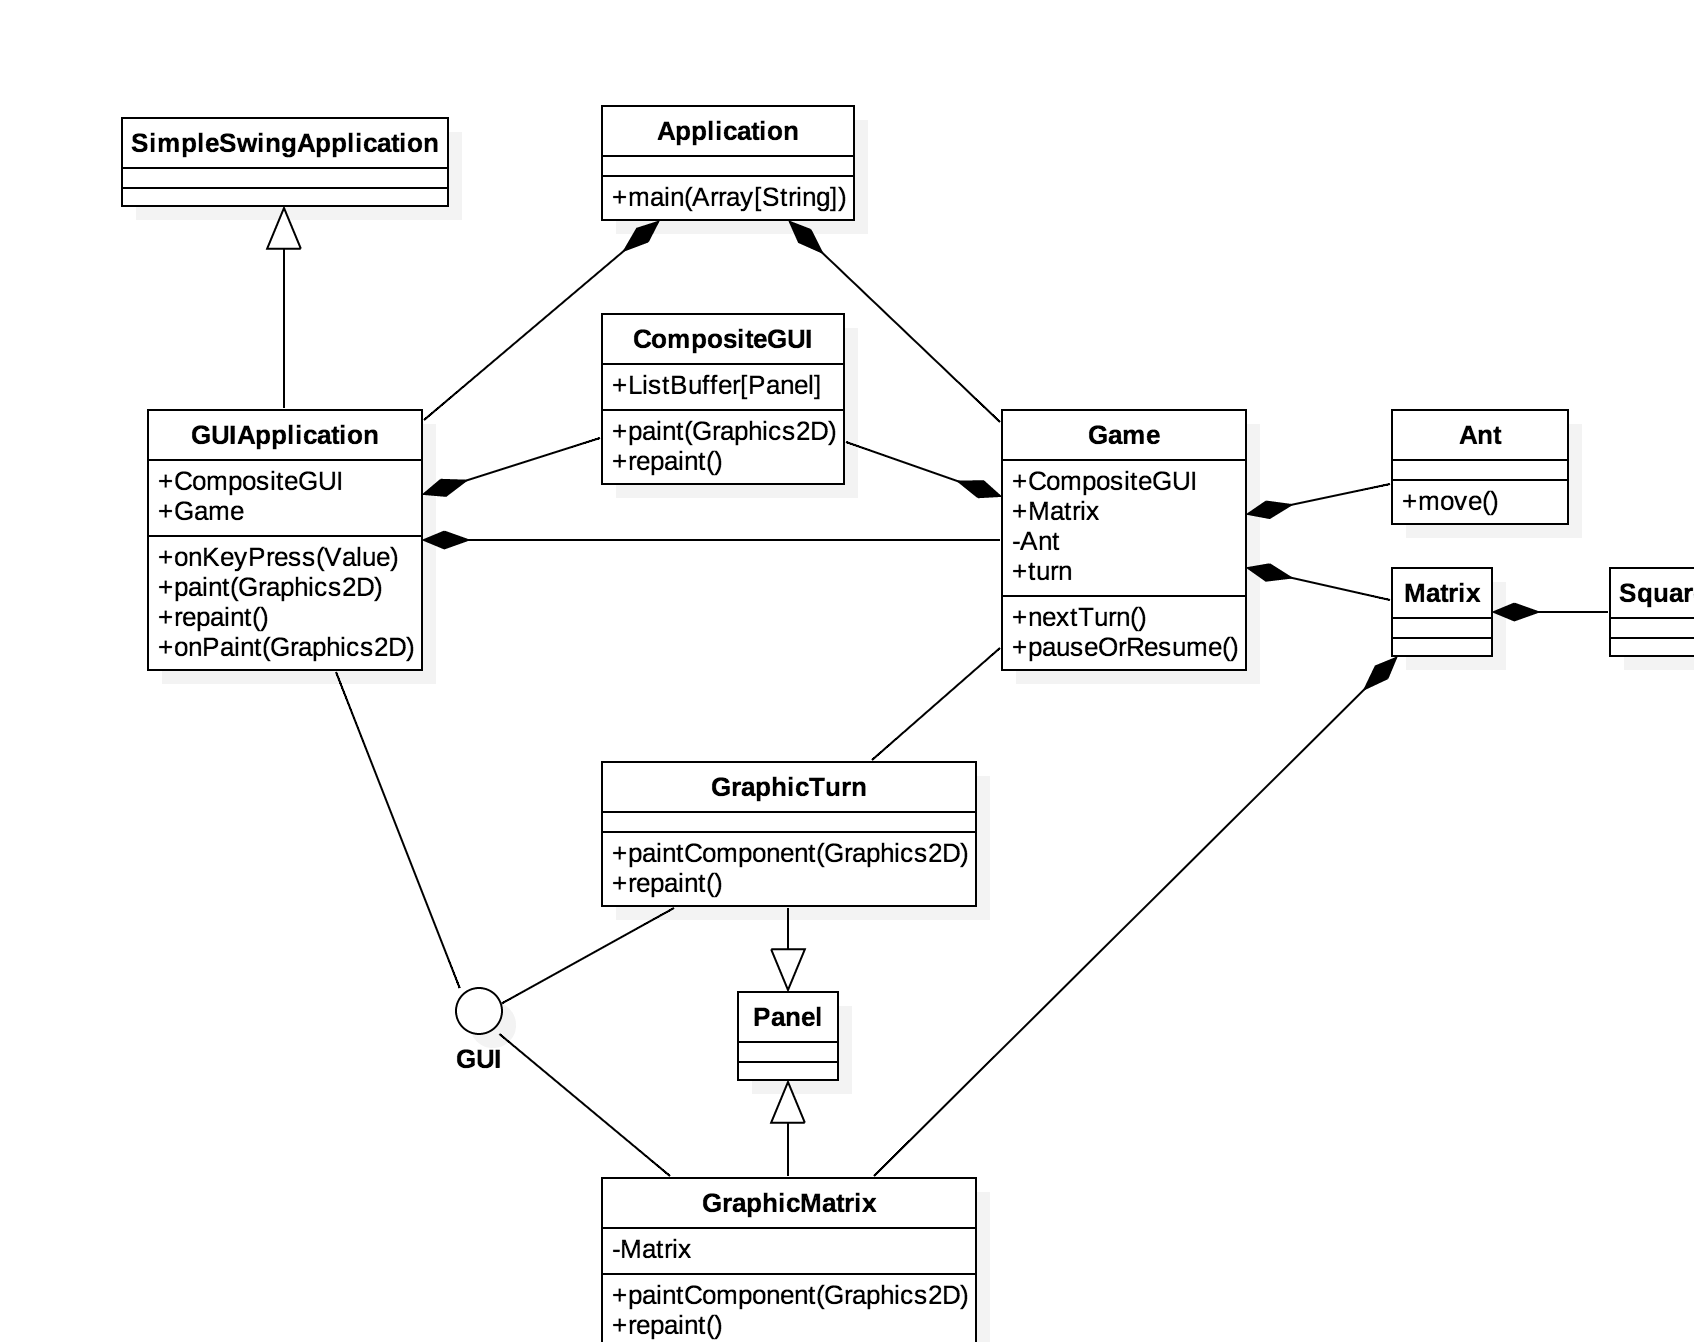 SimpleSwingApplication
Application
+main(Array[String])
CompositeGUI
+ListBuffer[Panel]
+paint(Graphics2D)
+repaint()
GUIApplication
+CompositeGUI
+Game
+onKeyPress(Value)
+paint(Graphics2D)
+repaint()
+onPaint(Graphics2D)
Game
+CompositeGUI
+Matrix
-Ant
+turn
+nextTurn()
+pauseOrResume()
Ant
+move()
Matrix
Squar
GraphicTurn
+paintComponent(Graphics2D)
+repaint()
GUI
Panel
GraphicMatrix
-Matrix
+paintComponent(Graphics2D)
+repaint()